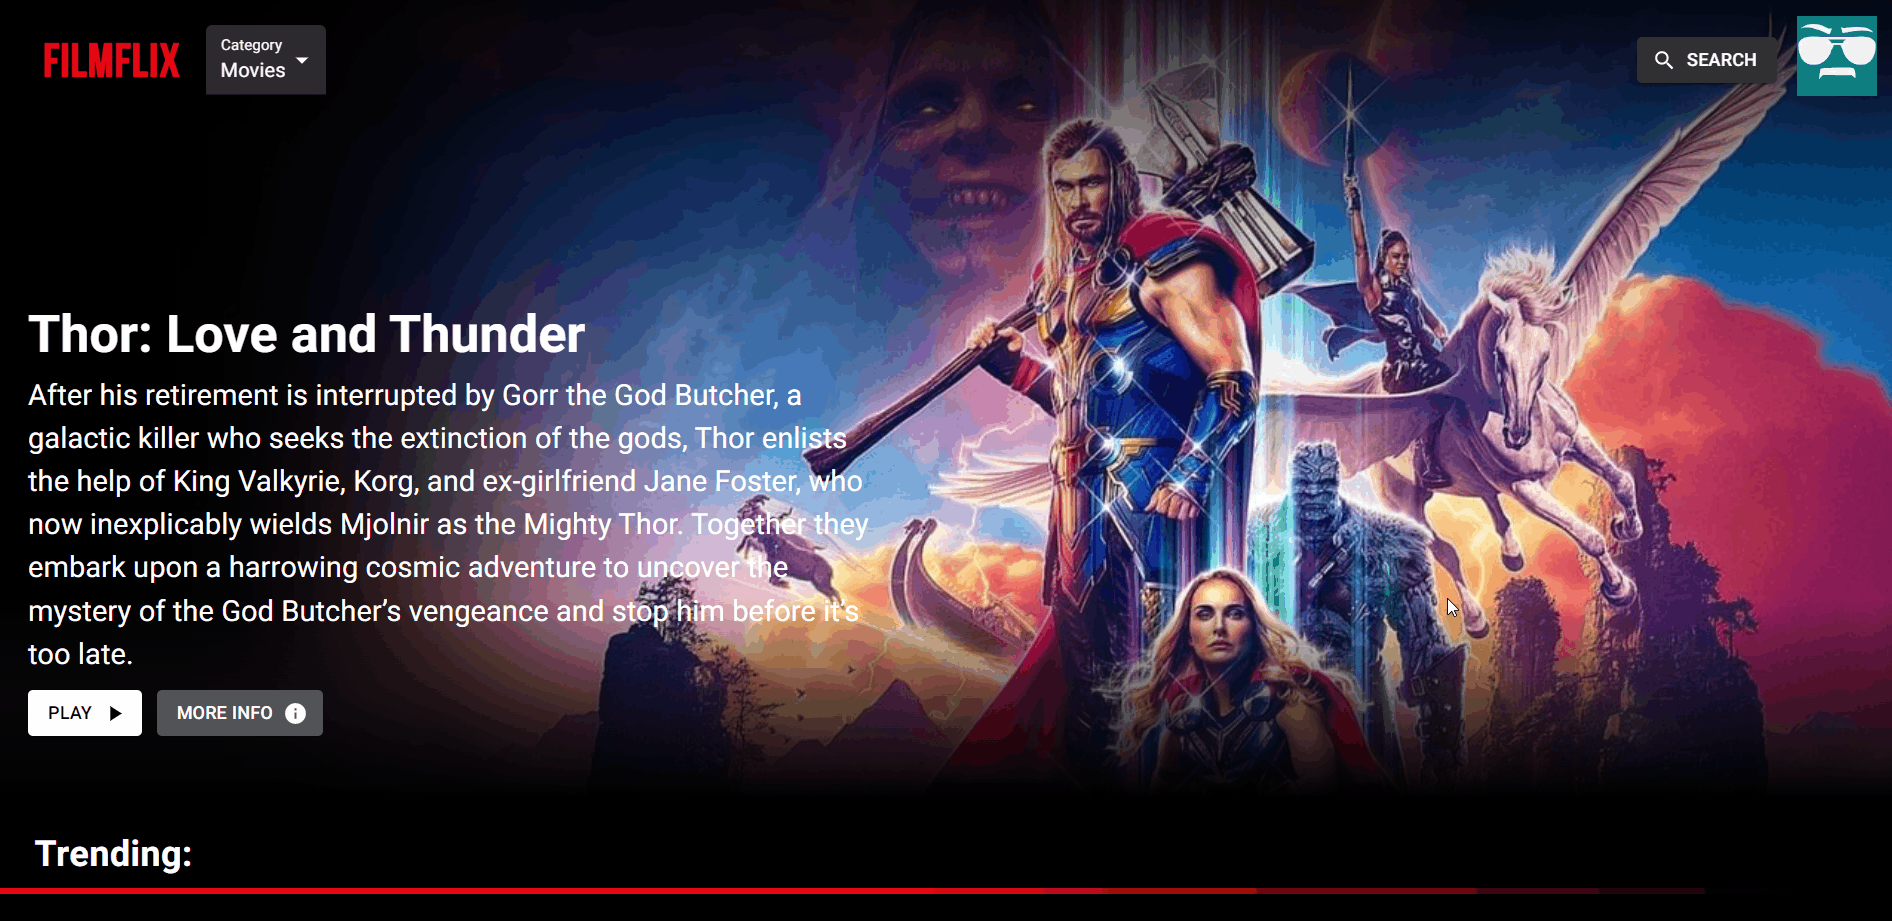 FILMFLIX
Category
Movies
SEARCH
Thor: Love and Thunder
After his retirement is interrupted by Gorr the God Butcher, a
galactic killer who seeks the extinction of the gods, Thor enlists
the help of King Valkyrie, Korg, and ex-girlfriend Jane Foster, who
now inexplicably wields Mjolnir as the Mighty Thor. Together they
embark upon a harrowing cosmic adventure to uncover the
mystery of the God Butcher’s vengeance and stop him before it’s
too late.
PLAY
MORE INFO
Trending: